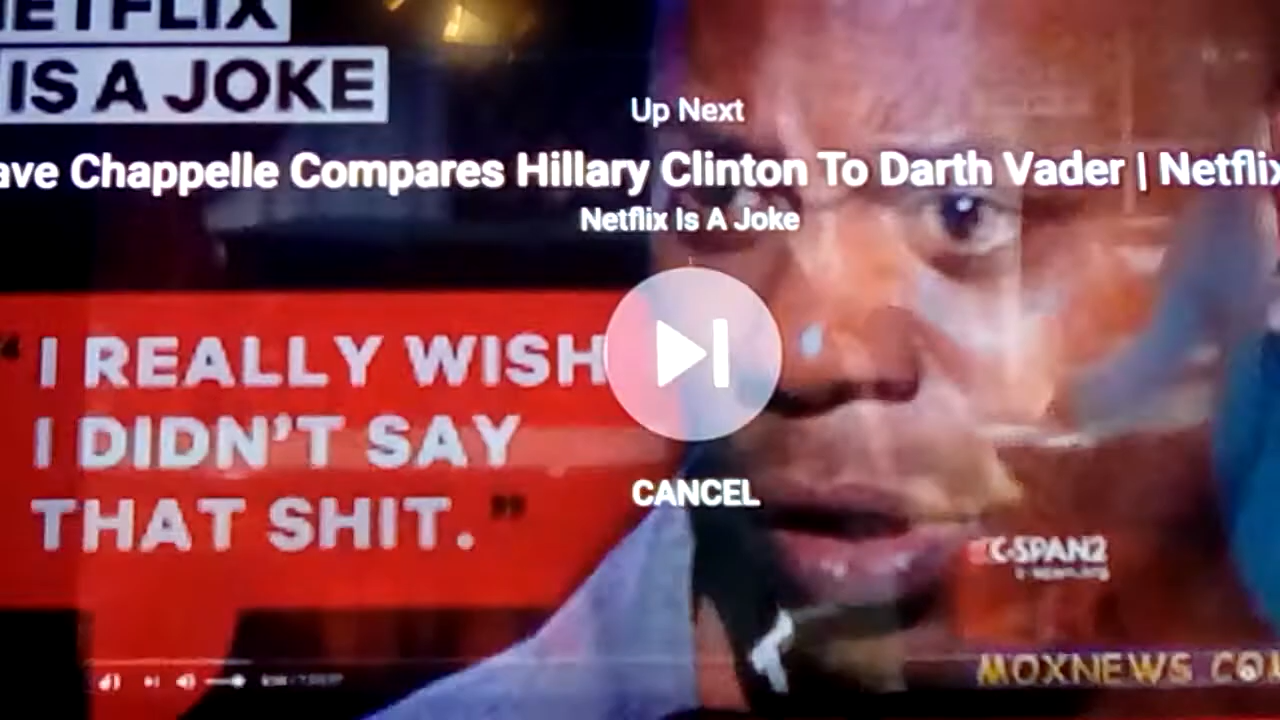 NETFLIX
IS A JOKE
Up Next
ave Chappelle Compares Hillary Clinton To Darth Vader | Netflix
Netflix Is A Joke
“ I REALLY WISH
I DIDN'T SAY
THAT SHIT. ”
CANCEL
C-SPAN2
MOXNEWS.COM